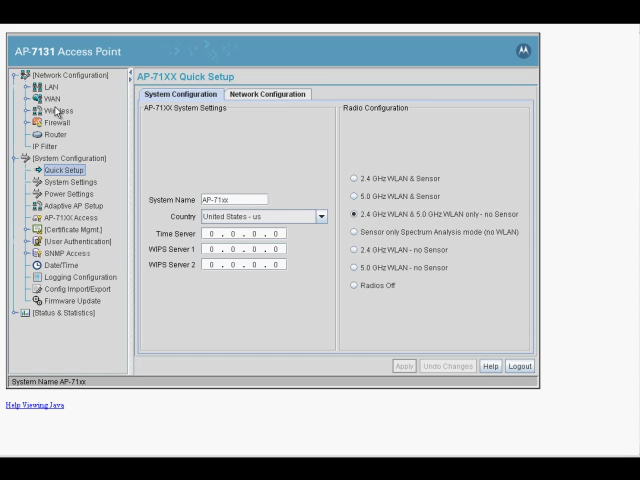 AP-7131 Access Point
[Network Configuration]
LAN
WAN
Wireless
Firewall
Router
IP Filter
[System Configuration]
Quick Setup
System Settings
Power Settings
Adaptive AP Setup
AP-71XX Access
[Certificate Mgmt.]
[User Authentication]
SNMP Access
Date/Time
Logging Configuration
Config Import/Export
Firmware Update
[Status & Statistics]
AP-71XX Quick Setup
System Configuration
Network Configuration
AP-71XX System Settings
System Name AP-71xx
Country United States - us
Time Server 0 . 0 . 0 . 0
WIPS Server 1 0 . 0 . 0 . 0
WIPS Server 2 0 . 0 . 0 . 0
Radio Configuration
2.4 GHz WLAN & Sensor
5.0 GHz WLAN & Sensor
2.4 GHz WLAN & 5.0 GHz WLAN only - no Sensor
Sensor only Spectrum Analysis mode (no WLAN)
2.4 GHz WLAN - no Sensor
5.0 GHz WLAN - no Sensor
Radios Off
Apply
Undo Changes
Help
Logout
System Name AP-71xx
Help Viewing Java